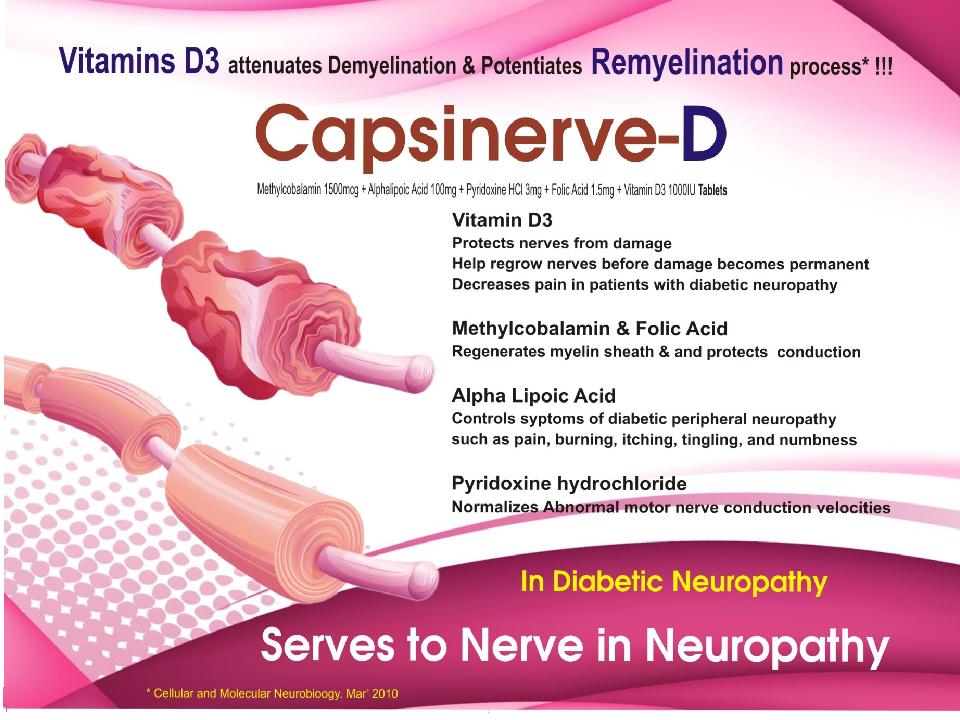 Vitamins D3 attenuates Demyelination & Potentiates Remyelination process* !!!
Capsinerve-D
Methylcobalamin 1500mcg + Alphalipoic Acid 100mg + Pyridoxine HCl 3mg + Folic Acid 1.5mg + Vitamin D3 1000IU Tablets
Vitamin D3
Protects nerves from damage
Help regrow nerves before damage becomes permanent
Decreases pain in patients with diabetic neuropathy
Methylcobalamin & Folic Acid
Regenerates myelin sheath & and protects conduction
Alpha Lipoic Acid
Controls syptoms of diabetic peripheral neuropathy
such as pain, burning, itching, tingling, and numbness
Pyridoxine hydrochloride
Normalizes Abnormal motor nerve conduction velocities
In Diabetic Neuropathy
Serves to Nerve in Neuropathy
* Cellular and Molecular Neurobioogy. Mar' 2010